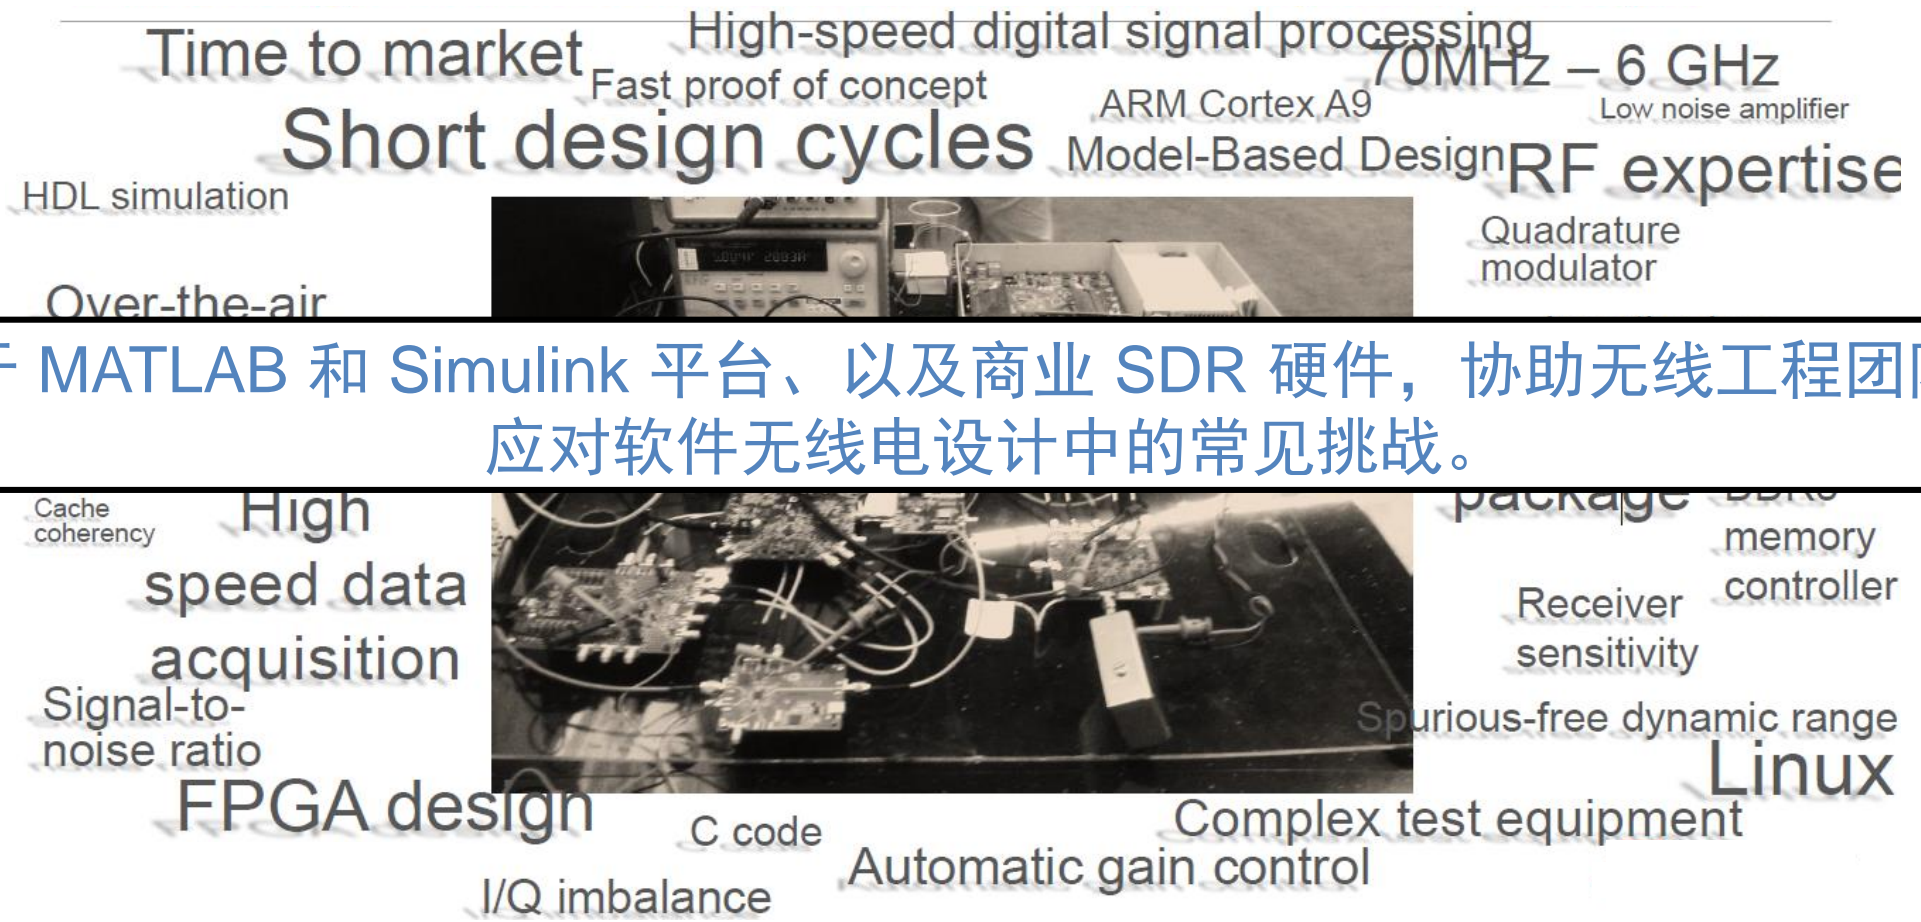 High-speed digital signal processing
Time to market
70MHz – 6 GHz
Fast proof of concept
ARM Cortex A9
Low noise amplifier
Short design cycles
Model-Based Design
RF expertise
HDL simulation
Quadrature
modulator
Over-the-air
MATLAB 和 Simulink 平台、以及商业 SDR 硬件，协助无线工程团
应对软件无线电设计中的常见挑战。
Cache
coherency
High
speed data
acquisition
package
memory
controller
Receiver
sensitivity
Signal-to-
noise ratio
Spurious-free dynamic range
Linux
FPGA design
C code
Complex test equipment
Automatic gain control
I/Q imbalance